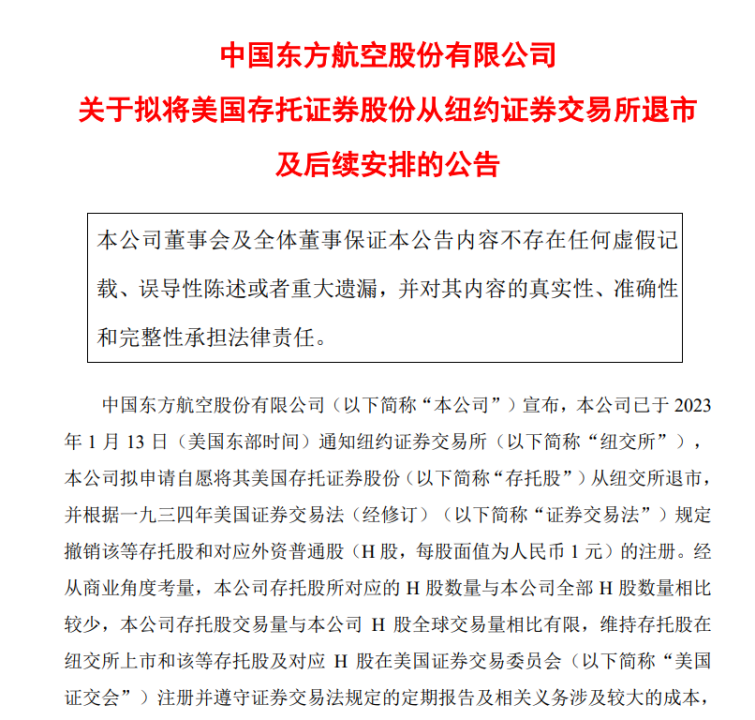 中国东方航空股份有限公司
关于拟将美国存托证券股份从纽约证券交易所退市
及后续安排的公告
本公司董事会及全体董事保证本公告内容不存在任何虚假记
载、误导性陈述或者重大遗漏，并对其内容的真实性、准确性
和完整性承担法律责任。
中国东方航空股份有限公司（以下简称“本公司”）宣布，本公司已于 2023
年 1 月 13 日（美国东部时间）通知纽约证券交易所（以下简称“纽交所”），
本公司拟申请自愿将其美国存托证券股份（以下简称“存托股”）从纽交所退市，
并根据一九三四年美国证券交易法（经修订）（以下简称“证券交易法”）规定
撤销该等存托股和对应外资普通股（H 股，每股面值为人民币 1 元）的注册。经
从商业角度考量，本公司存托股所对应的 H 股数量与本公司全部 H 股数量相比
较少，本公司存托股交易量与本公司 H 股全球交易量相比有限，维持存托股在
纽交所上市和该等存托股及对应 H 股在美国证券交易委员会（以下简称“美国
证交会”）注册并遵守证券交易法规定的定期报告及相关义务涉及较大的成本，